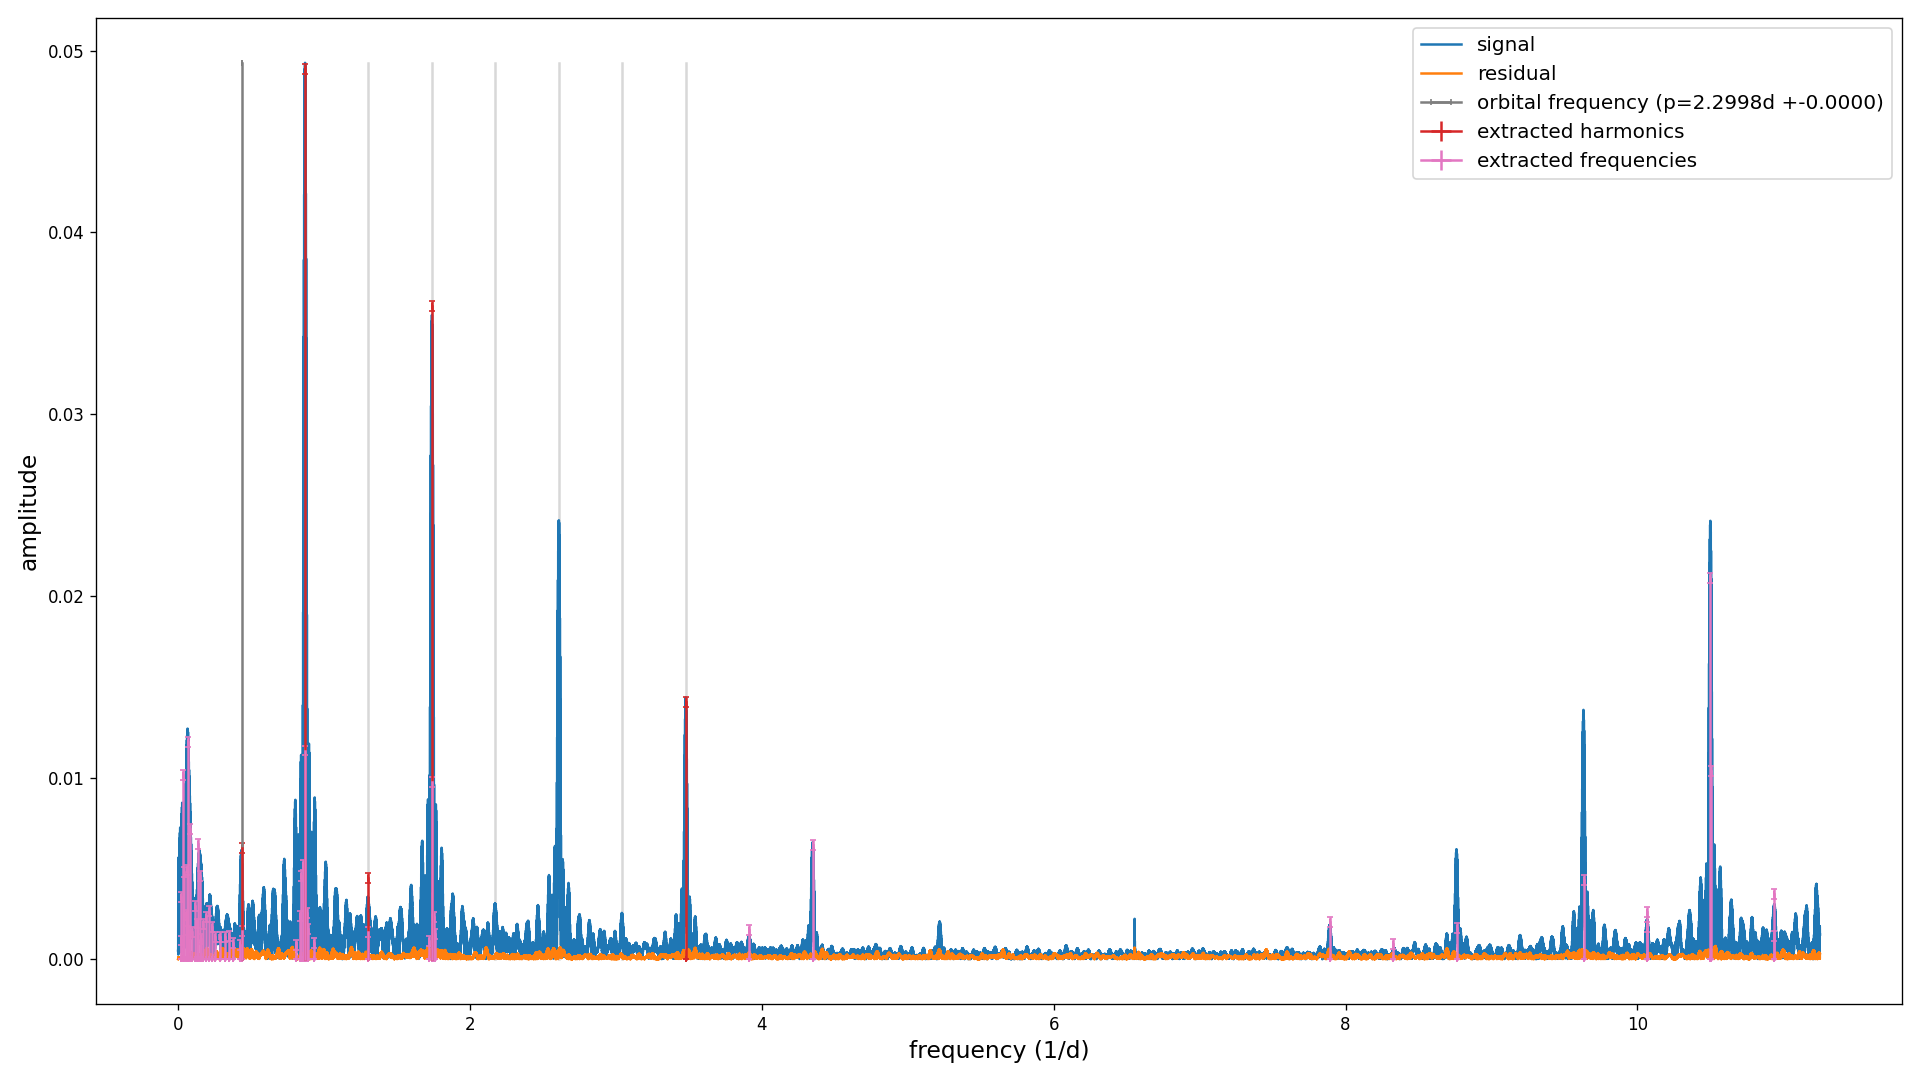 signal
residual
orbital frequency (p=2.2998d +-0.0000)
extracted harmonics
extracted frequencies
amplitude
0.05
0.04
0.03
0.02
0.01
0.00
0 2 4 6 8 10
frequency (1/d)